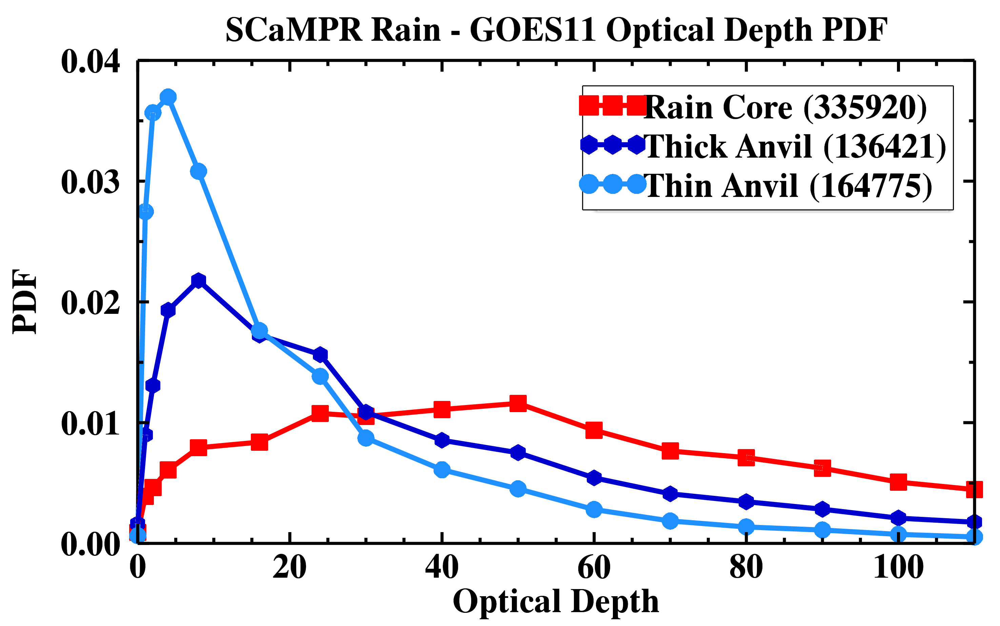 SCaMPR Rain - GOES11 Optical Depth PDF
0.04
0.03
0.02
0.01
0.00
PDF
Rain Core (335920)
Thick Anvil (136421)
Thin Anvil (164775)
0 20 40 60 80 100
Optical Depth